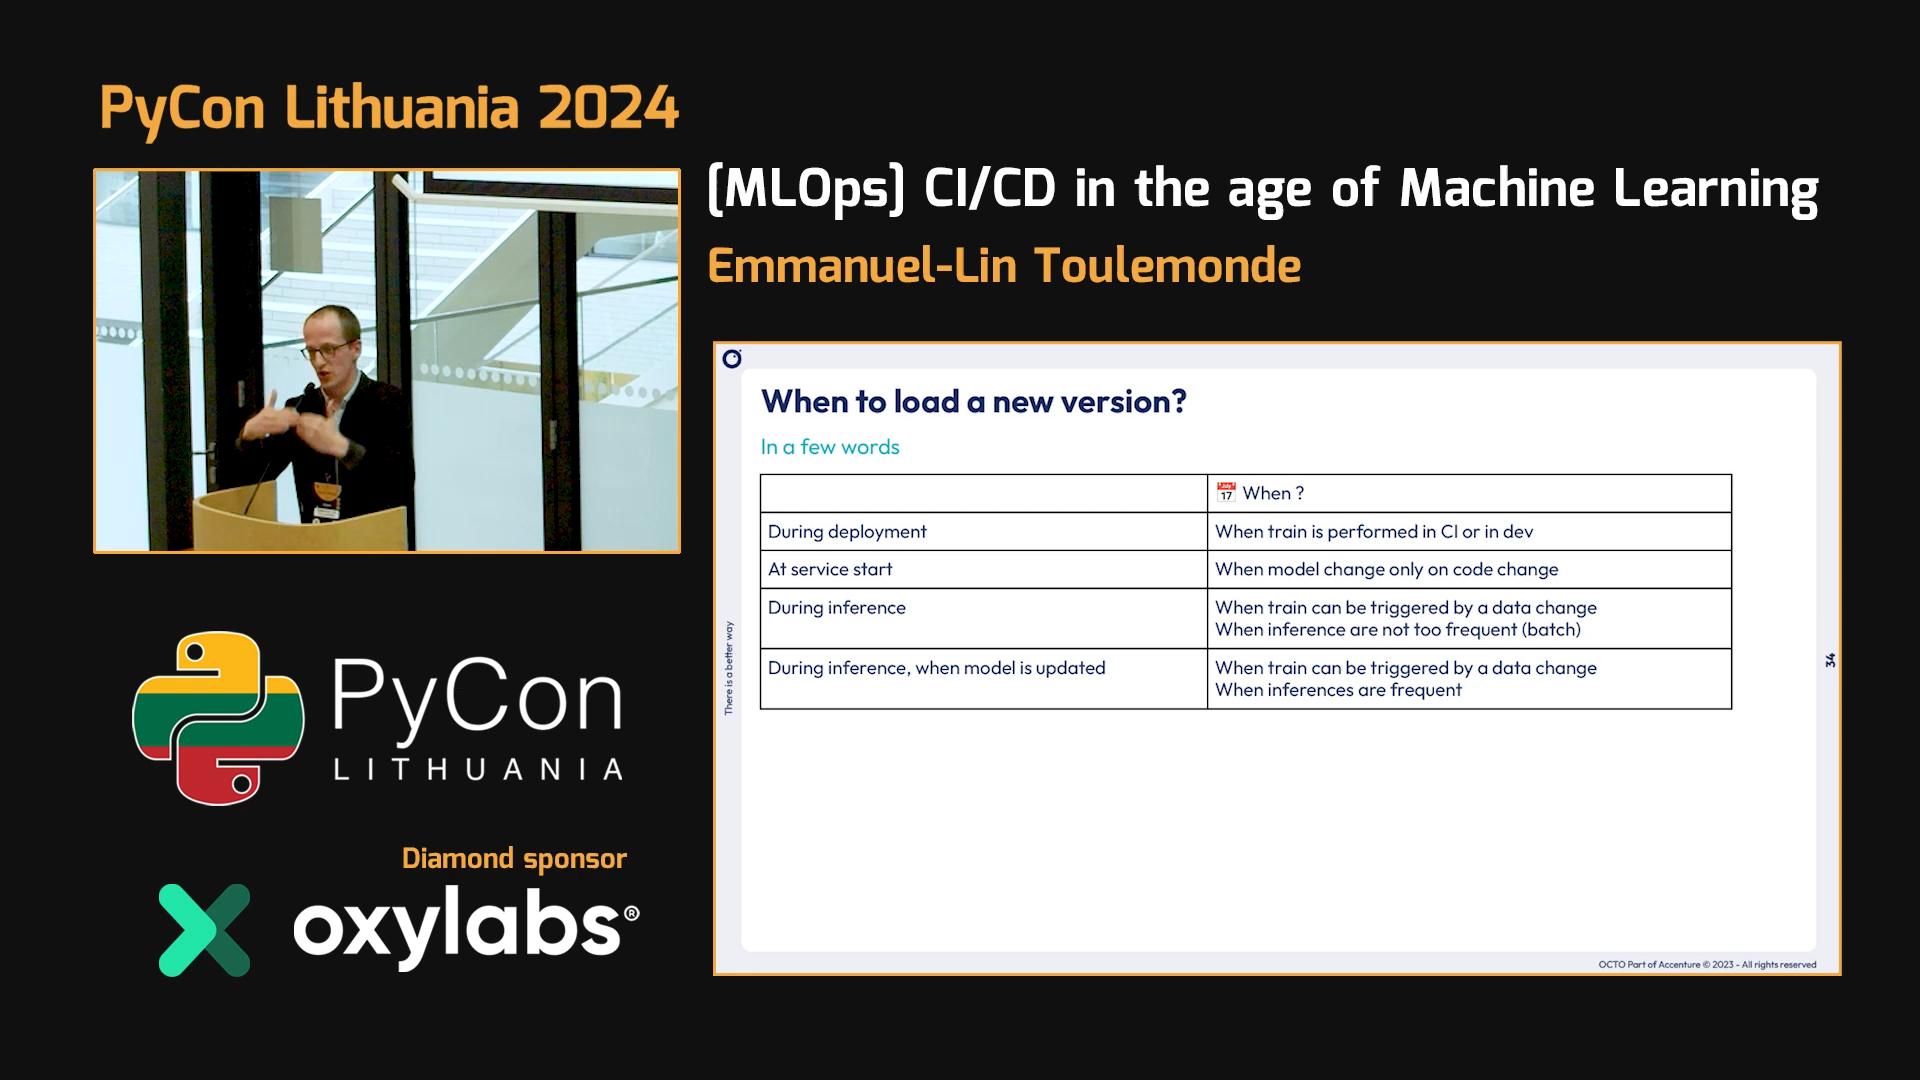 PyCon Lithuania 2024
[MLOps] CI/CD in the age of Machine Learning
Emmanuel-Lin Toulemonde
When to load a new version?
In a few words
July
17
When ?
During deployment
When train is performed in CI or in dev
At service start
When model change only on code change
During inference
When train can be triggered by a data change
When inference are not too frequent (batch)
During inference, when model is updated
When train can be triggered by a data change
When inferences are frequent
There is a better way
34
OCTO Part of Accenture © 2023 - All rights reserved
PyCon
LITHUANIA
Diamond sponsor
oxylabs®